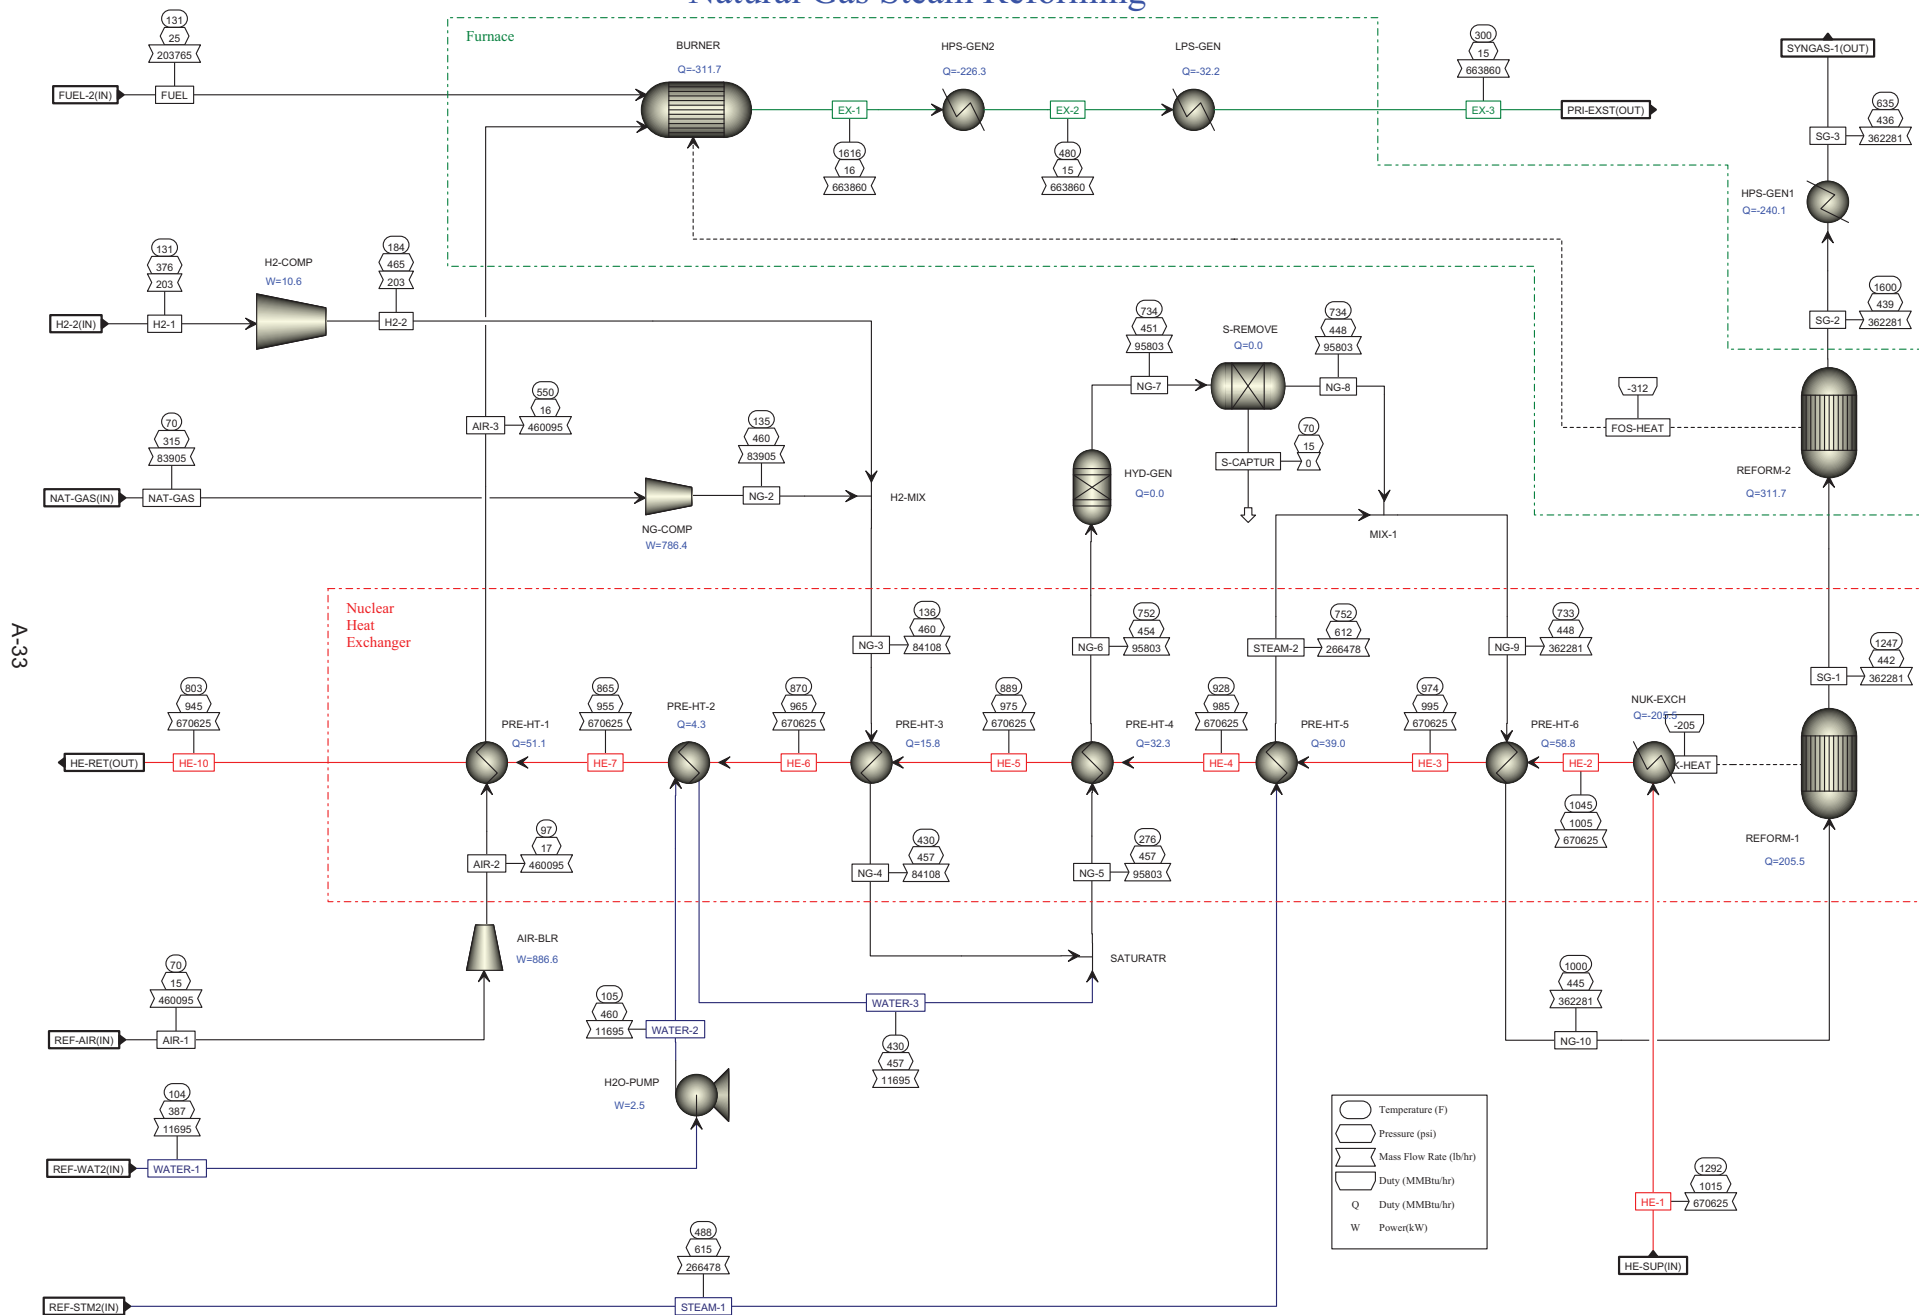 Natural Gas Steam Reforming
Furnace
131
25
203765
FUEL-2(IN)
FUEL
BURNER
Q=-311.7
EX-1
1616
16
663860
HPS-GEN2
Q=-226.3
EX-2
480
15
663860
LPS-GEN
Q=-32.2
300
15
663860
EX-3
PRI-EXST(OUT)
SYNGAS-1(OUT)
635
436
362281
SG-3
HPS-GEN1
Q=-240.1
1600
439
362281
SG-2
131
376
203
H2-2(IN)
H2-1
H2-COMP
W=10.6
184
465
203
H2-2
550
16
460095
AIR-3
70
315
83905
NAT-GAS(IN)
NAT-GAS
NG-COMP
W=786.4
135
460
83905
NG-2
H2-MIX
734
451
95803
NG-7
S-REMOVE
Q=0.0
734
448
95803
NG-8
70
15
0
S-CAPTUR
HYD-GEN
Q=0.0
MIX-1
-312
FOS-HEAT
REFORM-2
Q=311.7
A-33
Nuclear
Heat
Exchanger
136
460
84108
NG-3
752
454
95803
NG-6
752
612
266478
STEAM-2
733
448
362281
NG-9
1247
442
362281
SG-1
803
945
670625
HE-RET(OUT)
HE-10
PRE-HT-1
Q=51.1
865
955
670625
HE-7
PRE-HT-2
Q=4.3
870
965
670625
HE-6
PRE-HT-3
Q=15.8
889
975
670625
HE-5
PRE-HT-4
Q=32.3
928
985
670625
HE-4
PRE-HT-5
Q=39.0
974
995
670625
HE-3
PRE-HT-6
Q=58.8
HE-2
1045
1005
670625
NUK-EXCH
Q=-205.5
-205
K-HEAT
REFORM-1
Q=205.5
97
17
460095
AIR-2
430
457
84108
NG-4
276
457
95803
NG-5
AIR-BLR
W=886.6
SATURATR
70
15
460095
REF-AIR(IN)
AIR-1
105
460
11695
WATER-2
WATER-3
430
457
11695
1000
445
362281
NG-10
H2O-PUMP
W=2.5
104
387
11695
REF-WAT2(IN)
WATER-1
488
615
266478
REF-STM2(IN)
STEAM-1
Temperature (F)
Pressure (psi)
Mass Flow Rate (lb/hr)
Duty (MMBtu/hr)
Q Duty (MMBtu/hr)
W Power(kW)
1292
1015
670625
HE-1
HE-SUP(IN)